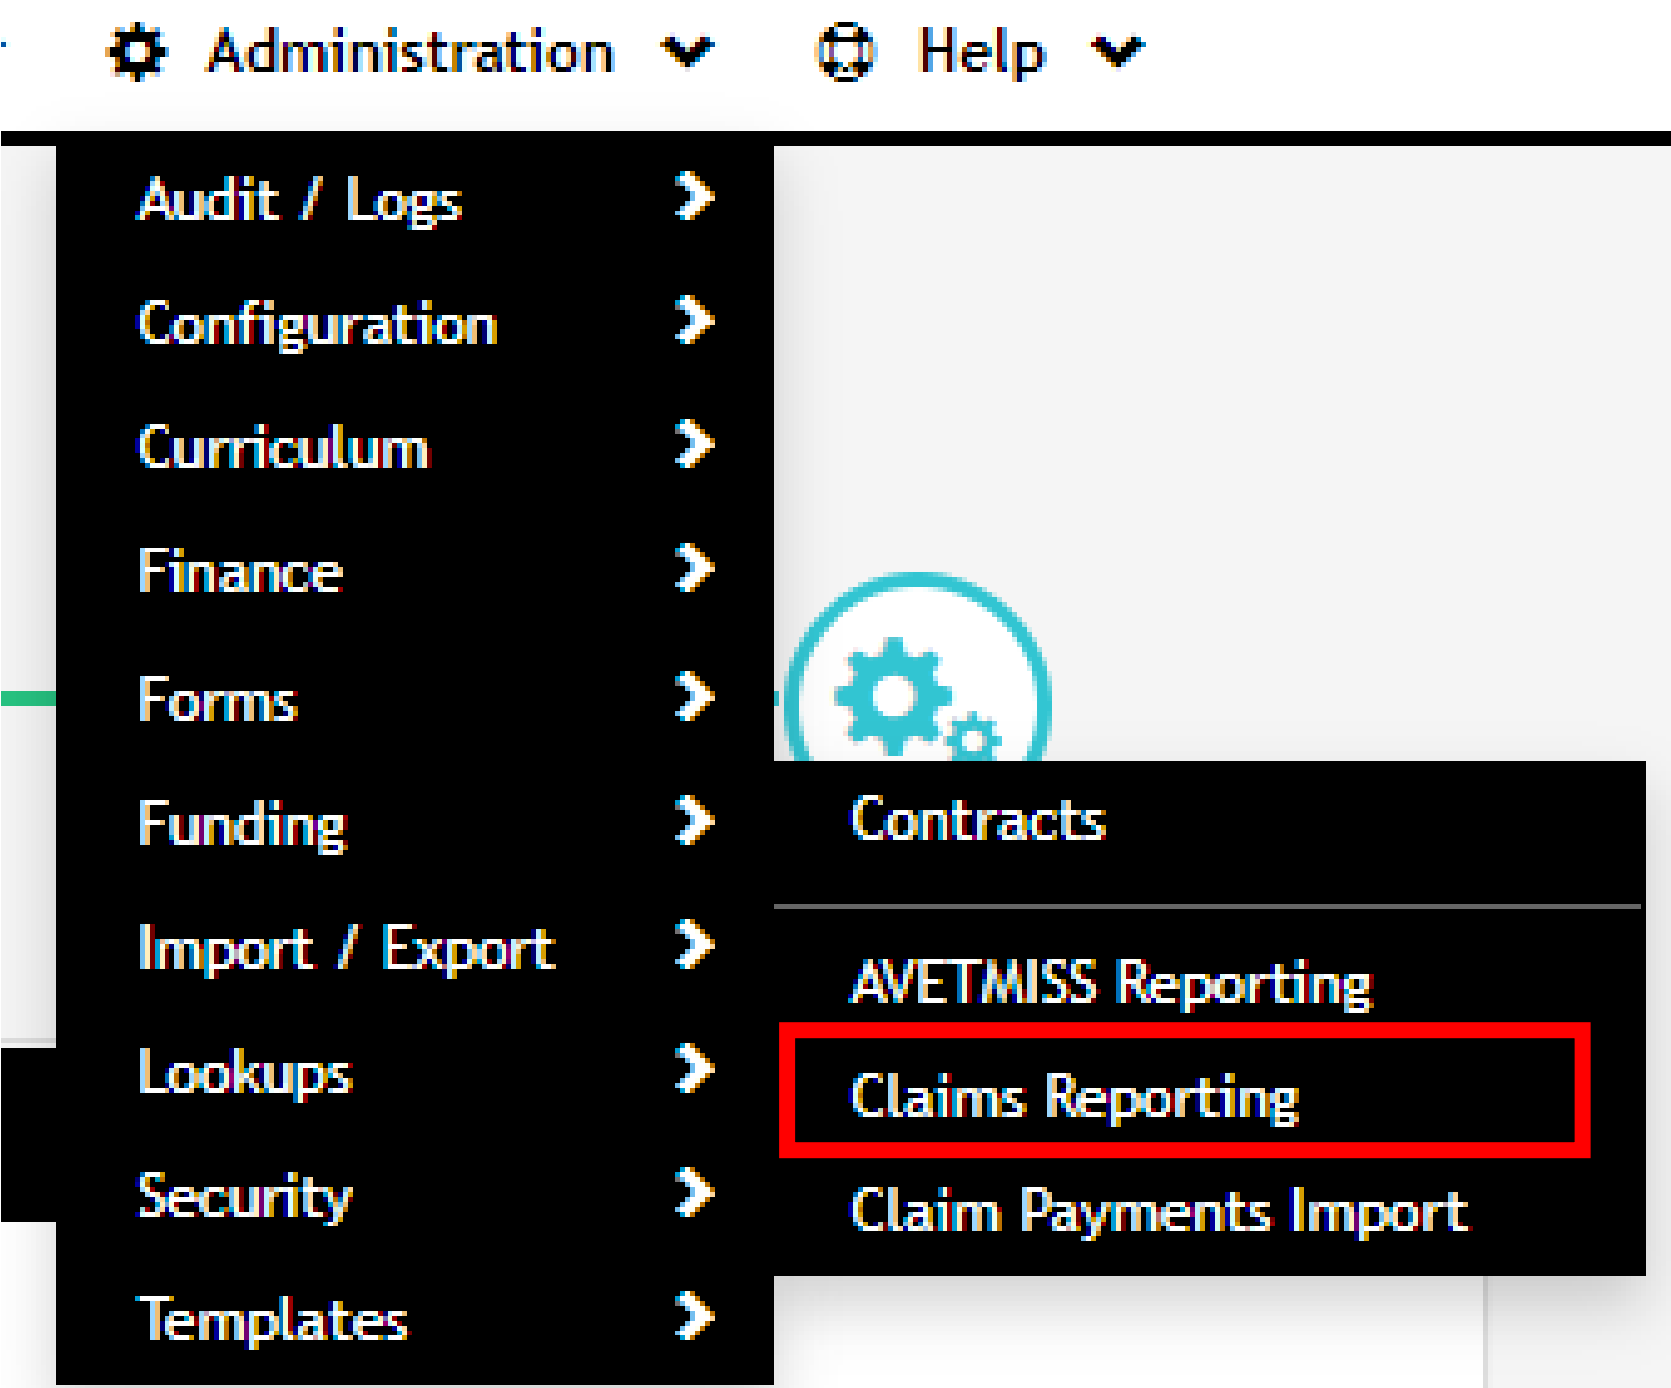 Administration
Help
Audit / Logs
Configuration
Curriculum
Finance
Forms
Funding
Import / Export
Lookups
Security
Templates
Contracts
AVETMISS Reporting
Claims Reporting
Claim Payments Import